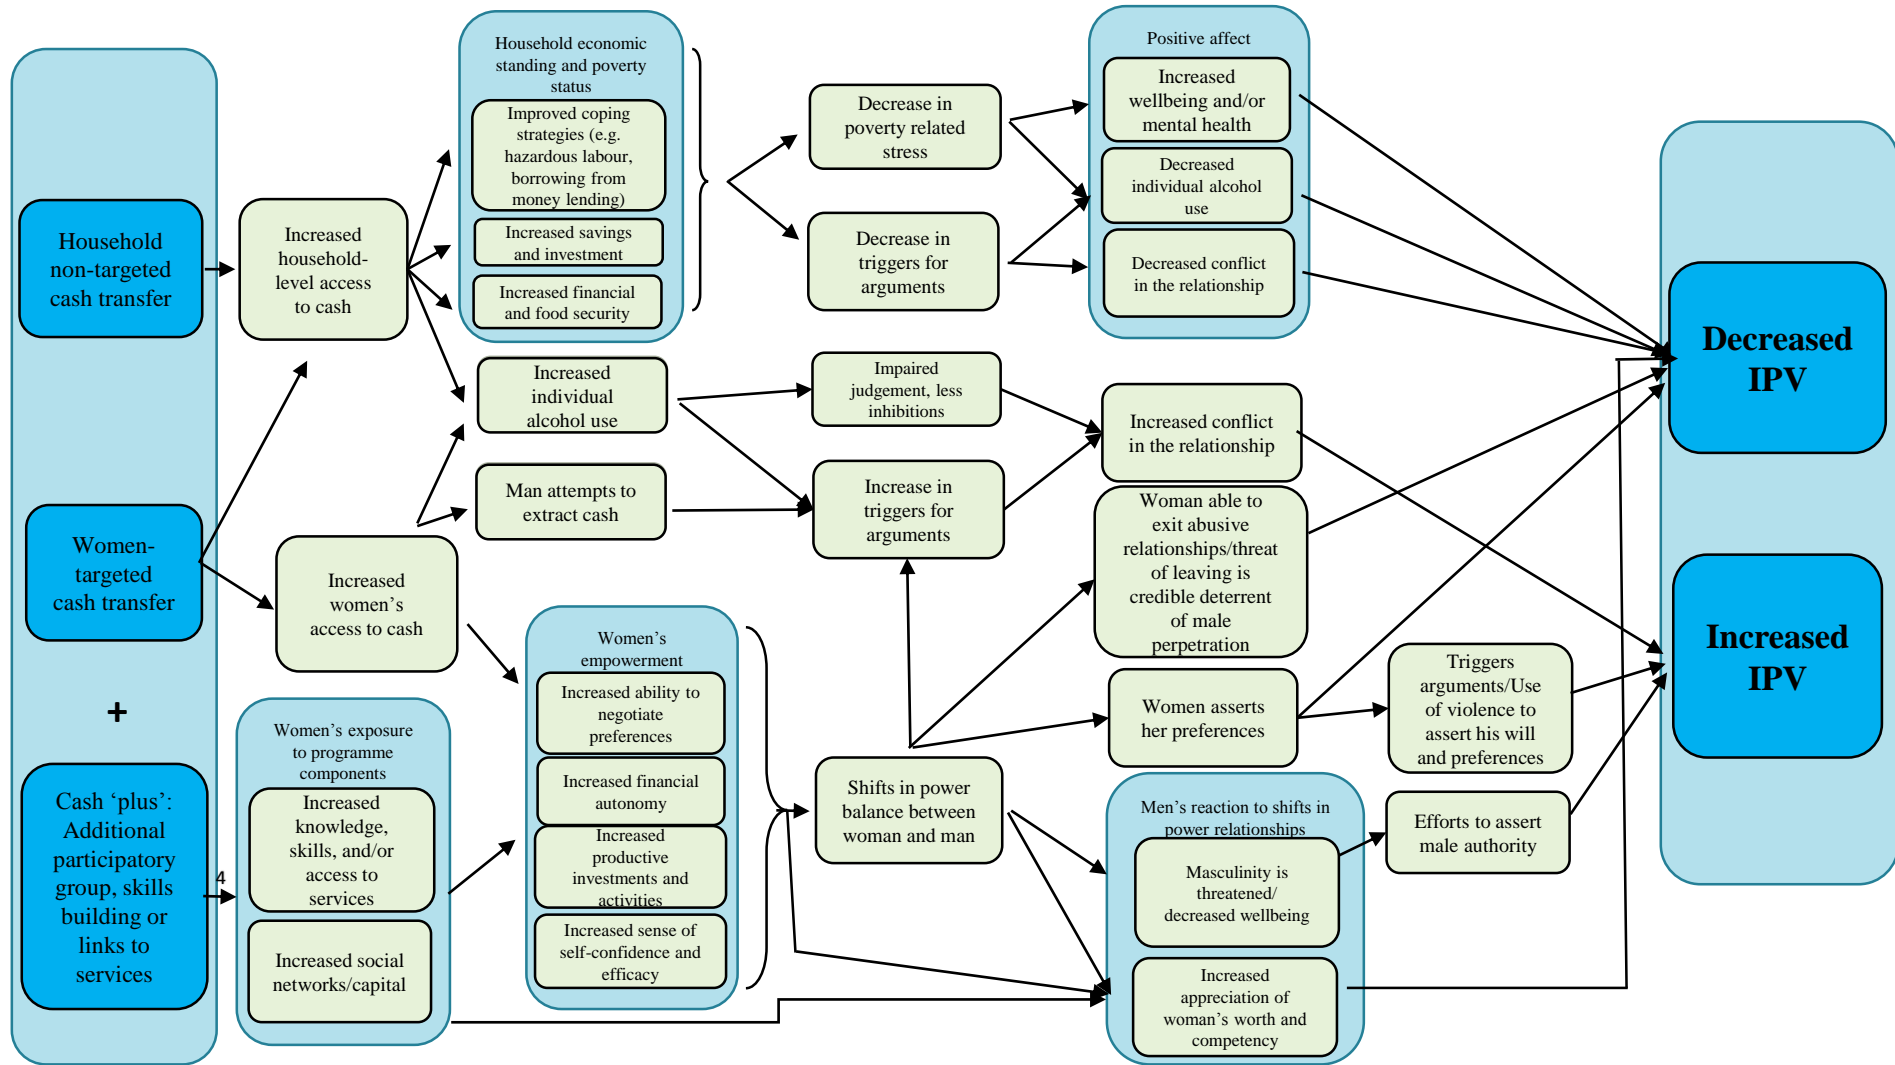 Household
non-targeted
cash transfer
Women-
targeted
cash transfer
+
Cash ‘plus’:
Additional
participatory
group, skills
building or
links to
services
4
Increased
household-
level access
to cash
Increased
women’s
access to cash
Women’s exposure
to programme
components
Increased
knowledge,
skills, and/or
access to
services
Increased social
networks/capital
Household economic
standing and poverty
status
Improved coping
strategies (e.g.
hazardous labour,
borrowing from
money lending)
Increased savings
and investment
Increased financial
and food security
Increased
individual
alcohol use
Man attempts to
extract cash
Women’s
empowerment
Increased ability to
negotiate
preferences
Increased financial
autonomy
Increased
productive
investments and
activities
Increased sense of
self-confidence and
efficacy
Decrease in
poverty related
stress
Decrease in
triggers for
arguments
Impaired
judgement, less
inhibitions
Increase in
triggers for
arguments
Shifts in power
balance between
woman and man
Positive affect
Increased
wellbeing and/or
mental health
Decreased
individual alcohol
use
Decreased conflict
in the relationship
Increased conflict
in the relationship
Woman able to
exit abusive
relationships/threat
of leaving is
credible deterrent
of male
perpetration
Women asserts
her preferences
Men’s reaction to shifts in
power relationships
Masculinity is
threatened/
decreased wellbeing
Increased
appreciation of
woman’s worth and
competency
Triggers
arguments/Use
of violence to
assert his will
and preferences
Efforts to assert
male authority
Decreased
IPV
Increased
IPV